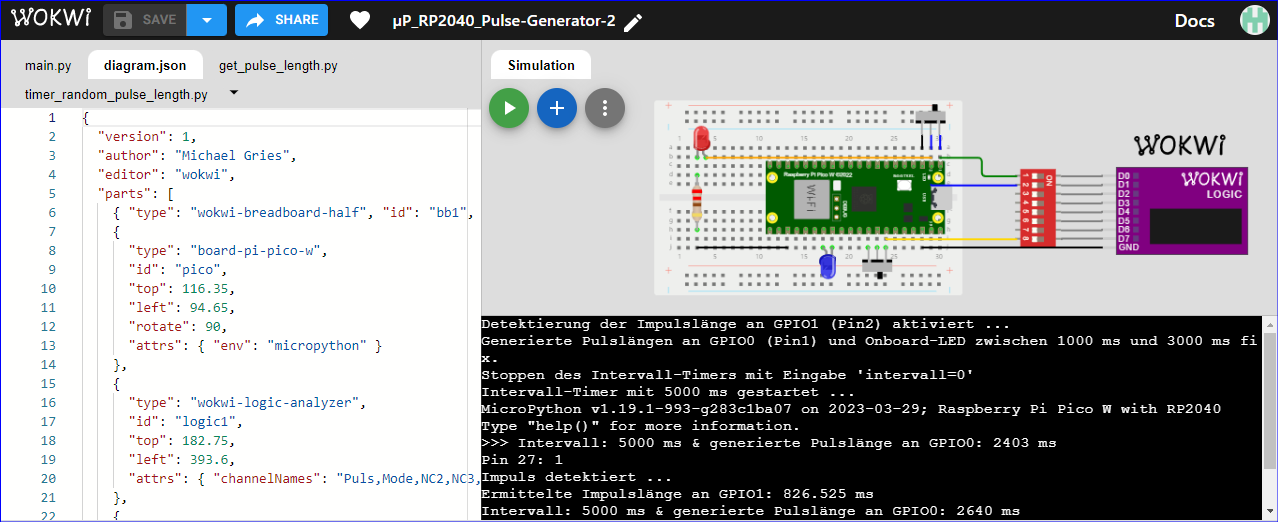 WOKWI SAVE SHARE µP_RP2040_Pulse-Generator-2 Docs
main.py diagram.json get_pulse_length.py
timer_random_pulse_length.py
Simulation
1 {
2 "version": 1,
3 "author": "Michael Gries",
4 "editor": "wokwi",
5 "parts": [
6 { "type": "wokwi-breadboard-half", "id": "bb1",
7 {
8 "type": "board-pi-pico-w",
9 "id": "pico",
10 "top": 116.35,
11 "left": 94.65,
12 "rotate": 90,
13 "attrs": { "env": "micropython" }
14 },
15 {
16 "type": "wokwi-logic-analyzer",
17 "id": "logic1",
18 "top": 182.75,
19 "left": 393.6,
20 "attrs": { "channelNames": "Puls,Mode,NC2,NC3,
21 },
22 {
Raspberry Pi Pico W ©2022
WiFi
ON
1
2
3
4
5
6
7
8
WOKWI
WOKWI
LOGIC
D0
D1
D2
D3
D4
D5
D6
D7
GND
Detektierung der Impulslänge an GPIO1 (Pin2) aktiviert ...
Generierte Pulslängen an GPIO0 (Pin1) und Onboard-LED zwischen 1000 ms und 3000 ms fi
x.
Stoppen des Intervall-Timers mit Eingabe 'intervall=0'
Intervall-Timer mit 5000 ms gestartet ...
MicroPython v1.19.1-993-g283c1ba07 on 2023-03-29; Raspberry Pi Pico W with RP2040
Type "help()" for more information.
>>> Intervall: 5000 ms & generierte Pulslänge an GPIO0: 2403 ms
Pin 27: 1
Impuls detektiert ...
Ermittelte Impulslänge an GPIO1: 826.525 ms
Intervall: 5000 ms & generierte Pulslänge an GPIO0: 2640 ms